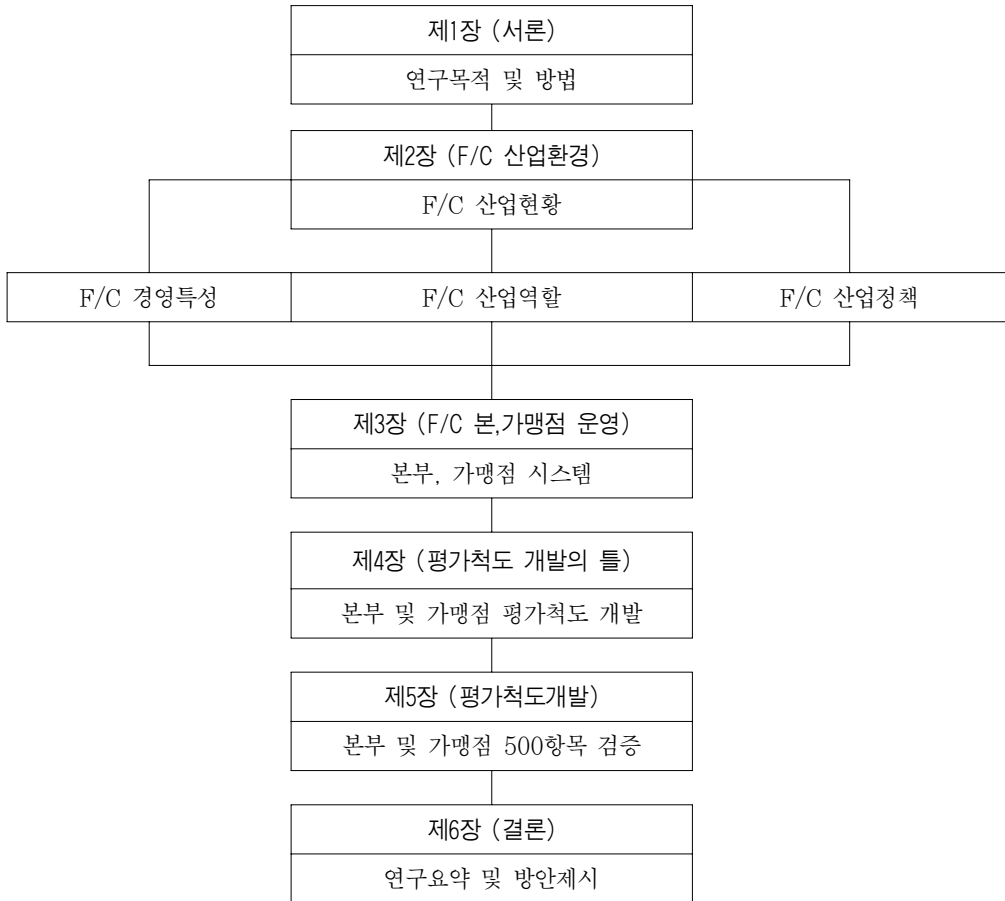 제1장 (서론)
연구목적 및 방법
제2장 (F/C 산업환경)
F/C 산업현황
F/C 경영특성
F/C 산업역할
F/C 산업정책
제3장 (F/C 본,가맹점 운영)
본부, 가맹점 시스템
제4장 (평가척도 개발의 틀)
본부 및 가맹점 평가척도 개발
제5장 (평가척도개발)
본부 및 가맹점 500항목 검증
제6장 (결론)
연구요약 및 방안제시